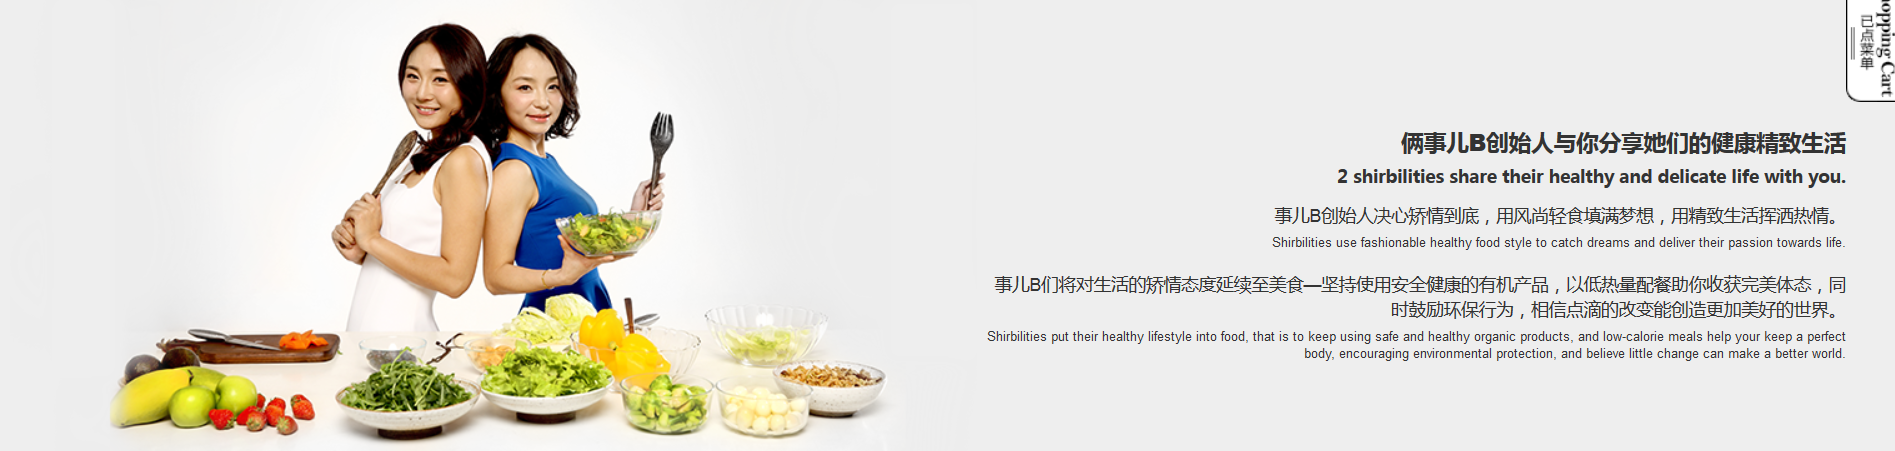 opping Cart
已点菜单
俩事儿B创始人与你分享她们的健康精致生活
2 shirbilities share their healthy and delicate life with you.
事儿B创始人决心矫情到底，用风尚轻食填满梦想，用精致生活挥洒热情。
Shirbilities use fashionable healthy food style to catch dreams and deliver their passion towards life.
事儿B们将对生活的矫情态度延续至美食—坚持使用安全健康的有机产品，以低热量配餐助你收获完美体态，同
时鼓励环保行为，相信点滴的改变能创造更加美好的世界。
Shirbilities put their healthy lifestyle into food, that is to keep using safe and healthy organic products, and low-calorie meals help your keep a perfect
body, encouraging environmental protection, and believe little change can make a better world.